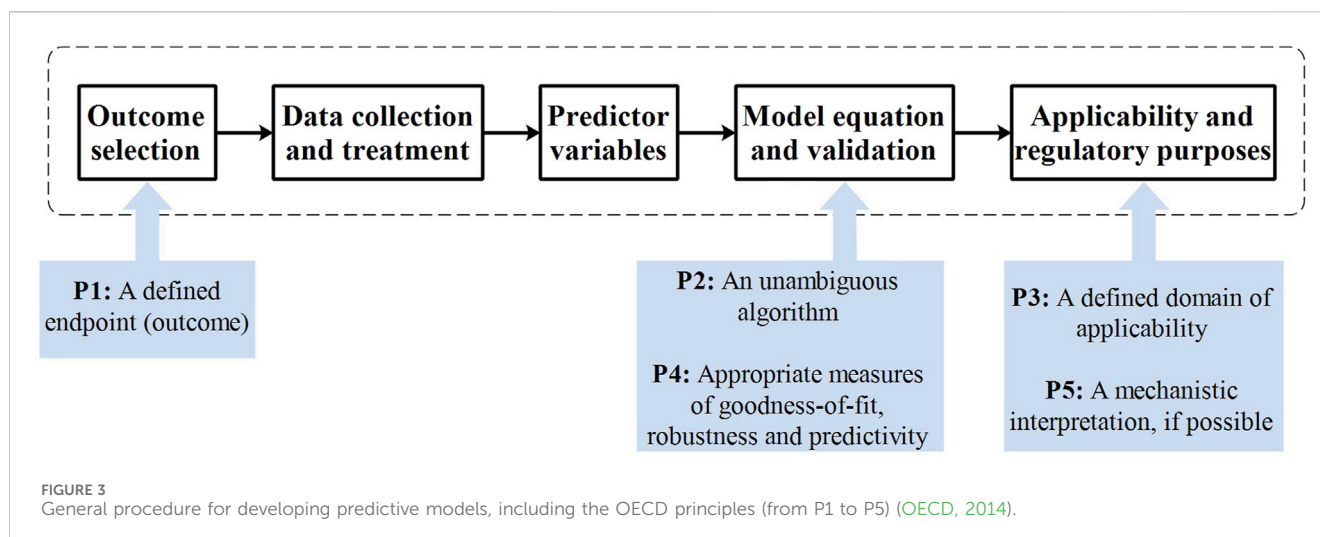 Outcome
selection
Data collection
and treatment
Predictor
variables
Model equation
and validation
Applicability and
regulatory purposes
P1: A defined
endpoint (outcome)
P2: An unambiguous
algorithm
P4: Appropriate measures
of goodness-of-fit,
robustness and predictivity
P3: A defined domain of
applicability
P5: A mechanistic
interpretation, if possible
FIGURE 3
General procedure for developing predictive models, including the OECD principles (from P1 to P5) (OECD, 2014).